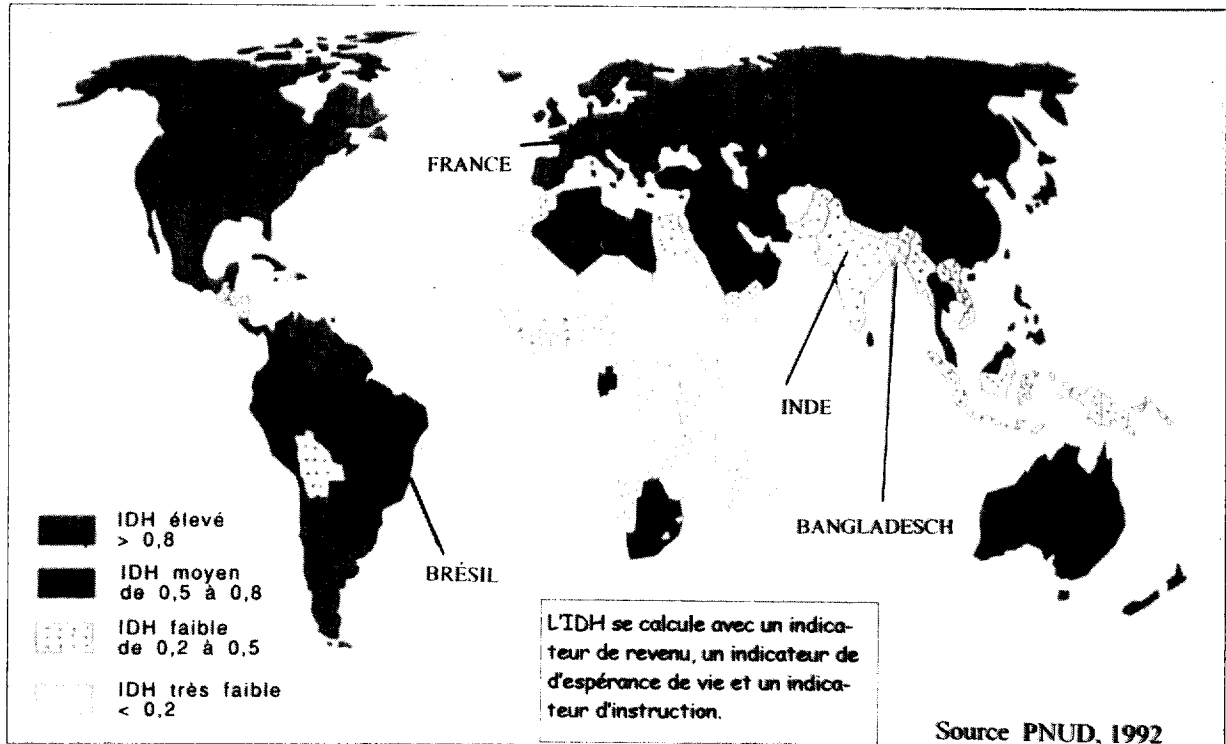 FRANCE
INDE
BANGLADESCH
BRÉSIL
IDH élevé
> 0,8
IDH moyen
de 0,5 à 0,8
IDH faible
de 0,2 à 0,5
IDH très faible
< 0,2
L'IDH se calcule avec un indica-
teur de revenu, un indicateur de
d'espérance de vie et un indica-
teur d'instruction.
Source PNUD, 1992